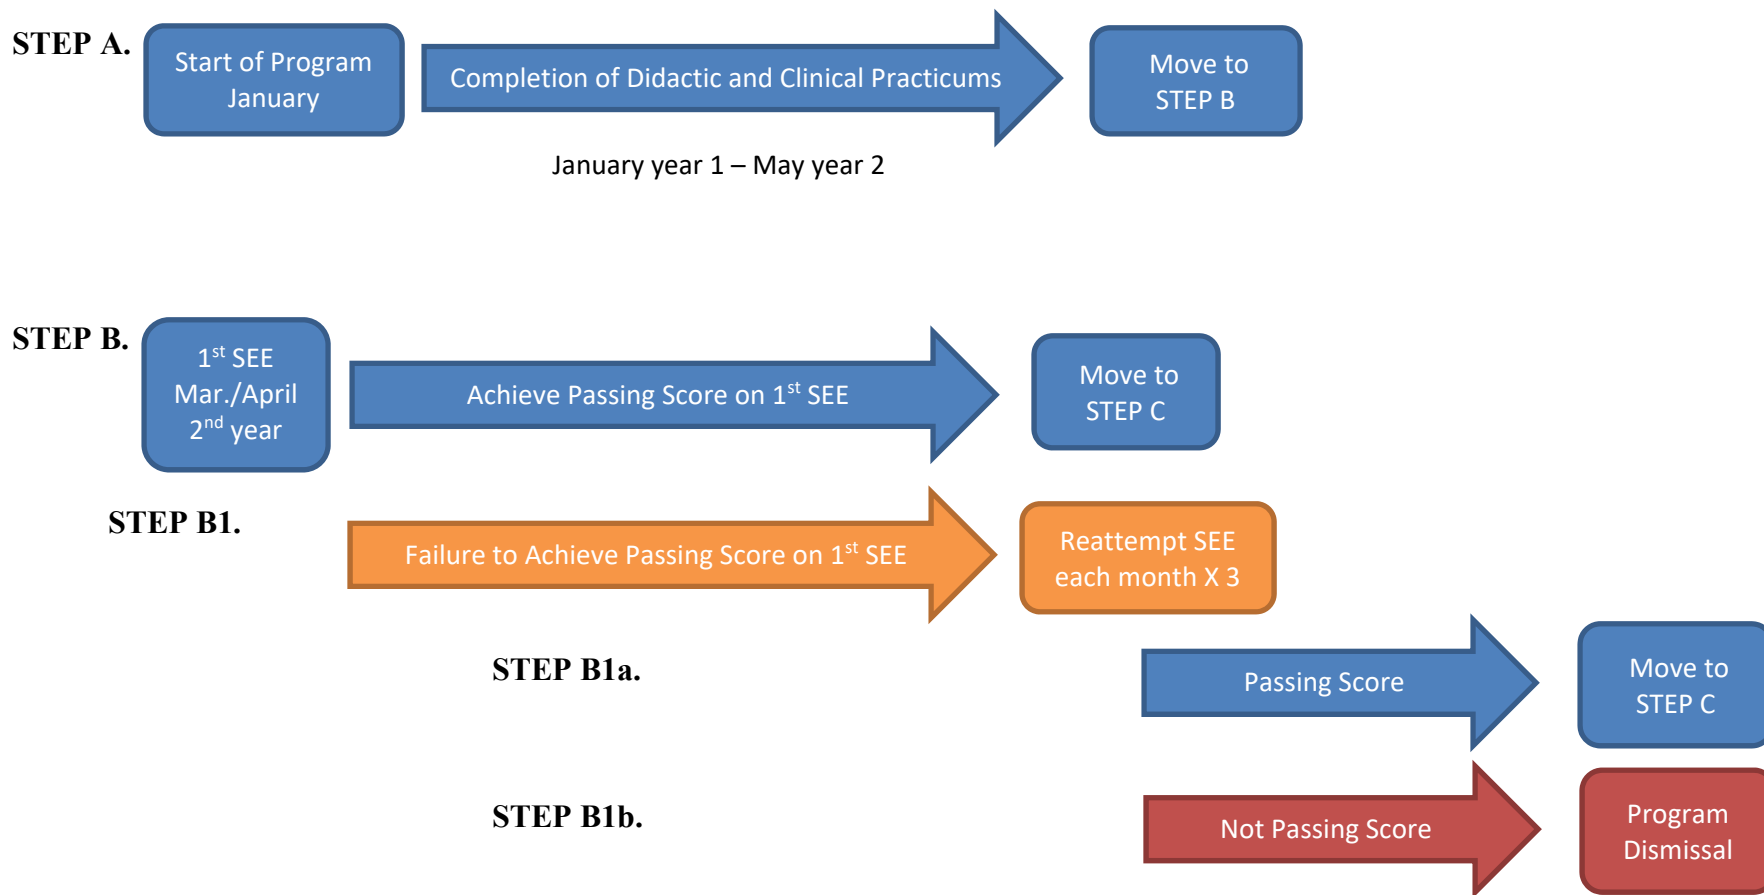 STEP A.
Start of Program
January
Completion of Didactic and Clinical Practicums
Move to
STEP B
January year 1 – May year 2
STEP B.
1st SEE
Mar./April
2nd year
Achieve Passing Score on 1st SEE
Move to
STEP C
STEP B1.
Failure to Achieve Passing Score on 1st SEE
Reattempt SEE
each month X 3
STEP B1a.
Passing Score
Move to
STEP C
STEP B1b.
Not Passing Score
Program
Dismissal